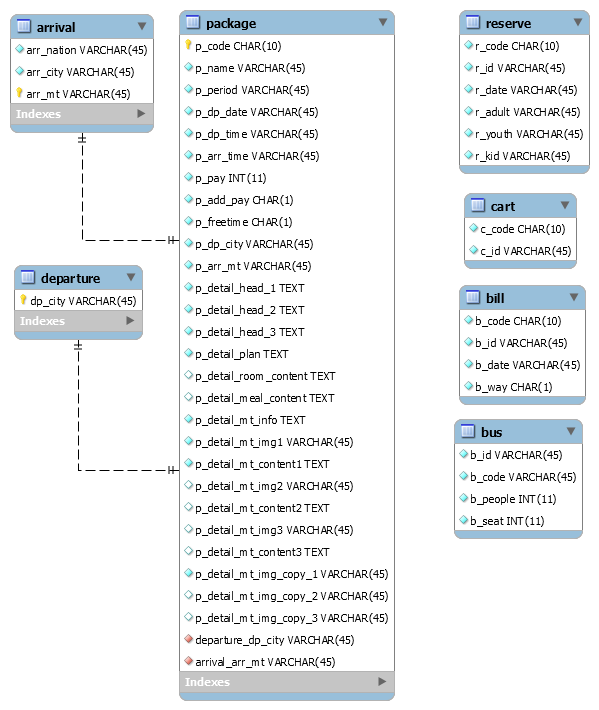 arrival
arr_nation VARCHAR(45)
arr_city VARCHAR(45)
arr_mt VARCHAR(45)
Indexes
departure
dp_city VARCHAR(45)
Indexes
package
p_code CHAR(10)
p_name VARCHAR(45)
p_period VARCHAR(45)
p_dp_date VARCHAR(45)
p_dp_time VARCHAR(45)
p_arr_time VARCHAR(45)
p_pay INT(11)
p_add_pay CHAR(1)
p_freetime CHAR(1)
p_dp_city VARCHAR(45)
p_arr_mt VARCHAR(45)
p_detail_head_1 TEXT
p_detail_head_2 TEXT
p_detail_head_3 TEXT
p_detail_plan TEXT
p_detail_room_content TEXT
p_detail_meal_content TEXT
p_detail_mt_info TEXT
p_detail_mt_img1 VARCHAR(45)
p_detail_mt_content1 TEXT
p_detail_mt_img2 VARCHAR(45)
p_detail_mt_content2 TEXT
p_detail_mt_img3 VARCHAR(45)
p_detail_mt_content3 TEXT
p_detail_mt_img_copy_1 VARCHAR(45)
p_detail_mt_img_copy_2 VARCHAR(45)
p_detail_mt_img_copy_3 VARCHAR(45)
departure_dp_city VARCHAR(45)
arrival_arr_mt VARCHAR(45)
Indexes
reserve
r_code CHAR(10)
r_id VARCHAR(45)
r_date VARCHAR(45)
r_adult VARCHAR(45)
r_youth VARCHAR(45)
r_kid VARCHAR(45)
cart
c_code CHAR(10)
c_id VARCHAR(45)
bill
b_code CHAR(10)
b_id VARCHAR(45)
b_date VARCHAR(45)
b_way CHAR(1)
bus
b_id VARCHAR(45)
b_code VARCHAR(45)
b_people INT(11)
b_seat INT(11)